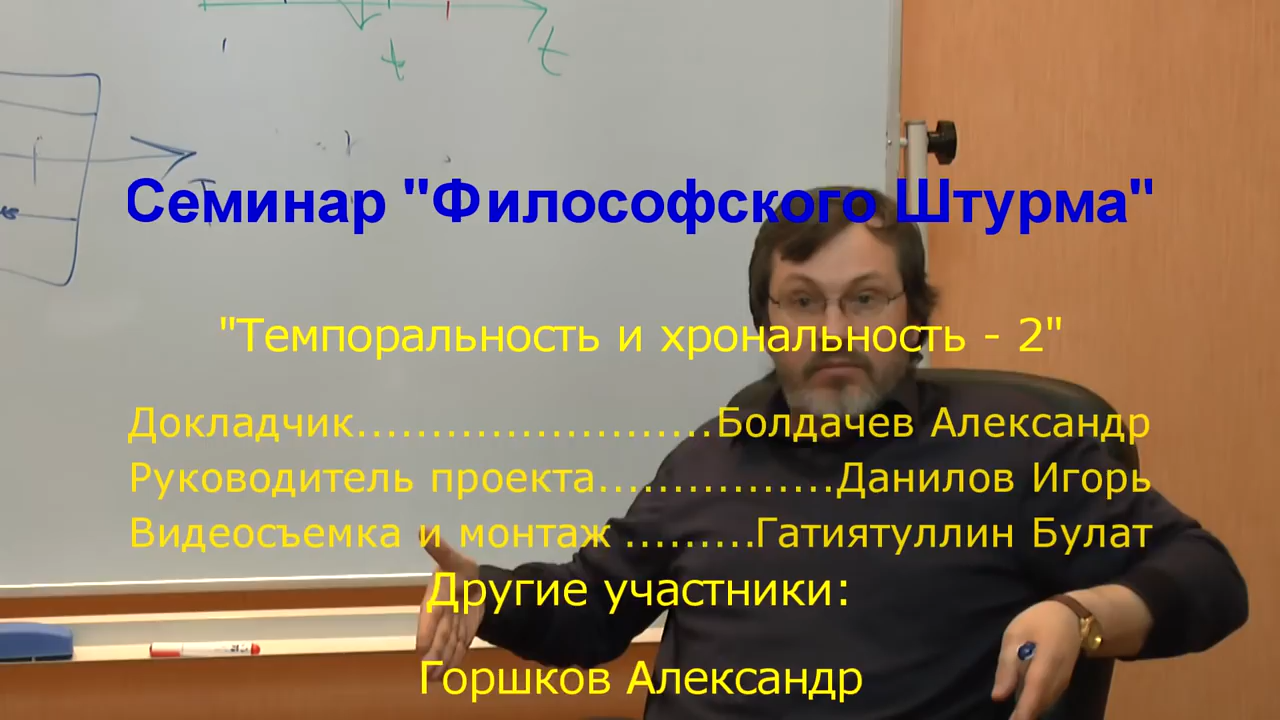 t
t
Семинар "Философского Штурма"
"Темпоральность и хрональность - 2"
Докладчик........................Болдачев Александр
Руководитель проекта................Данилов Игорь
Видеосъемка и монтаж .........Гатиятуллин Булат
Другие участники:
Горшков Александр